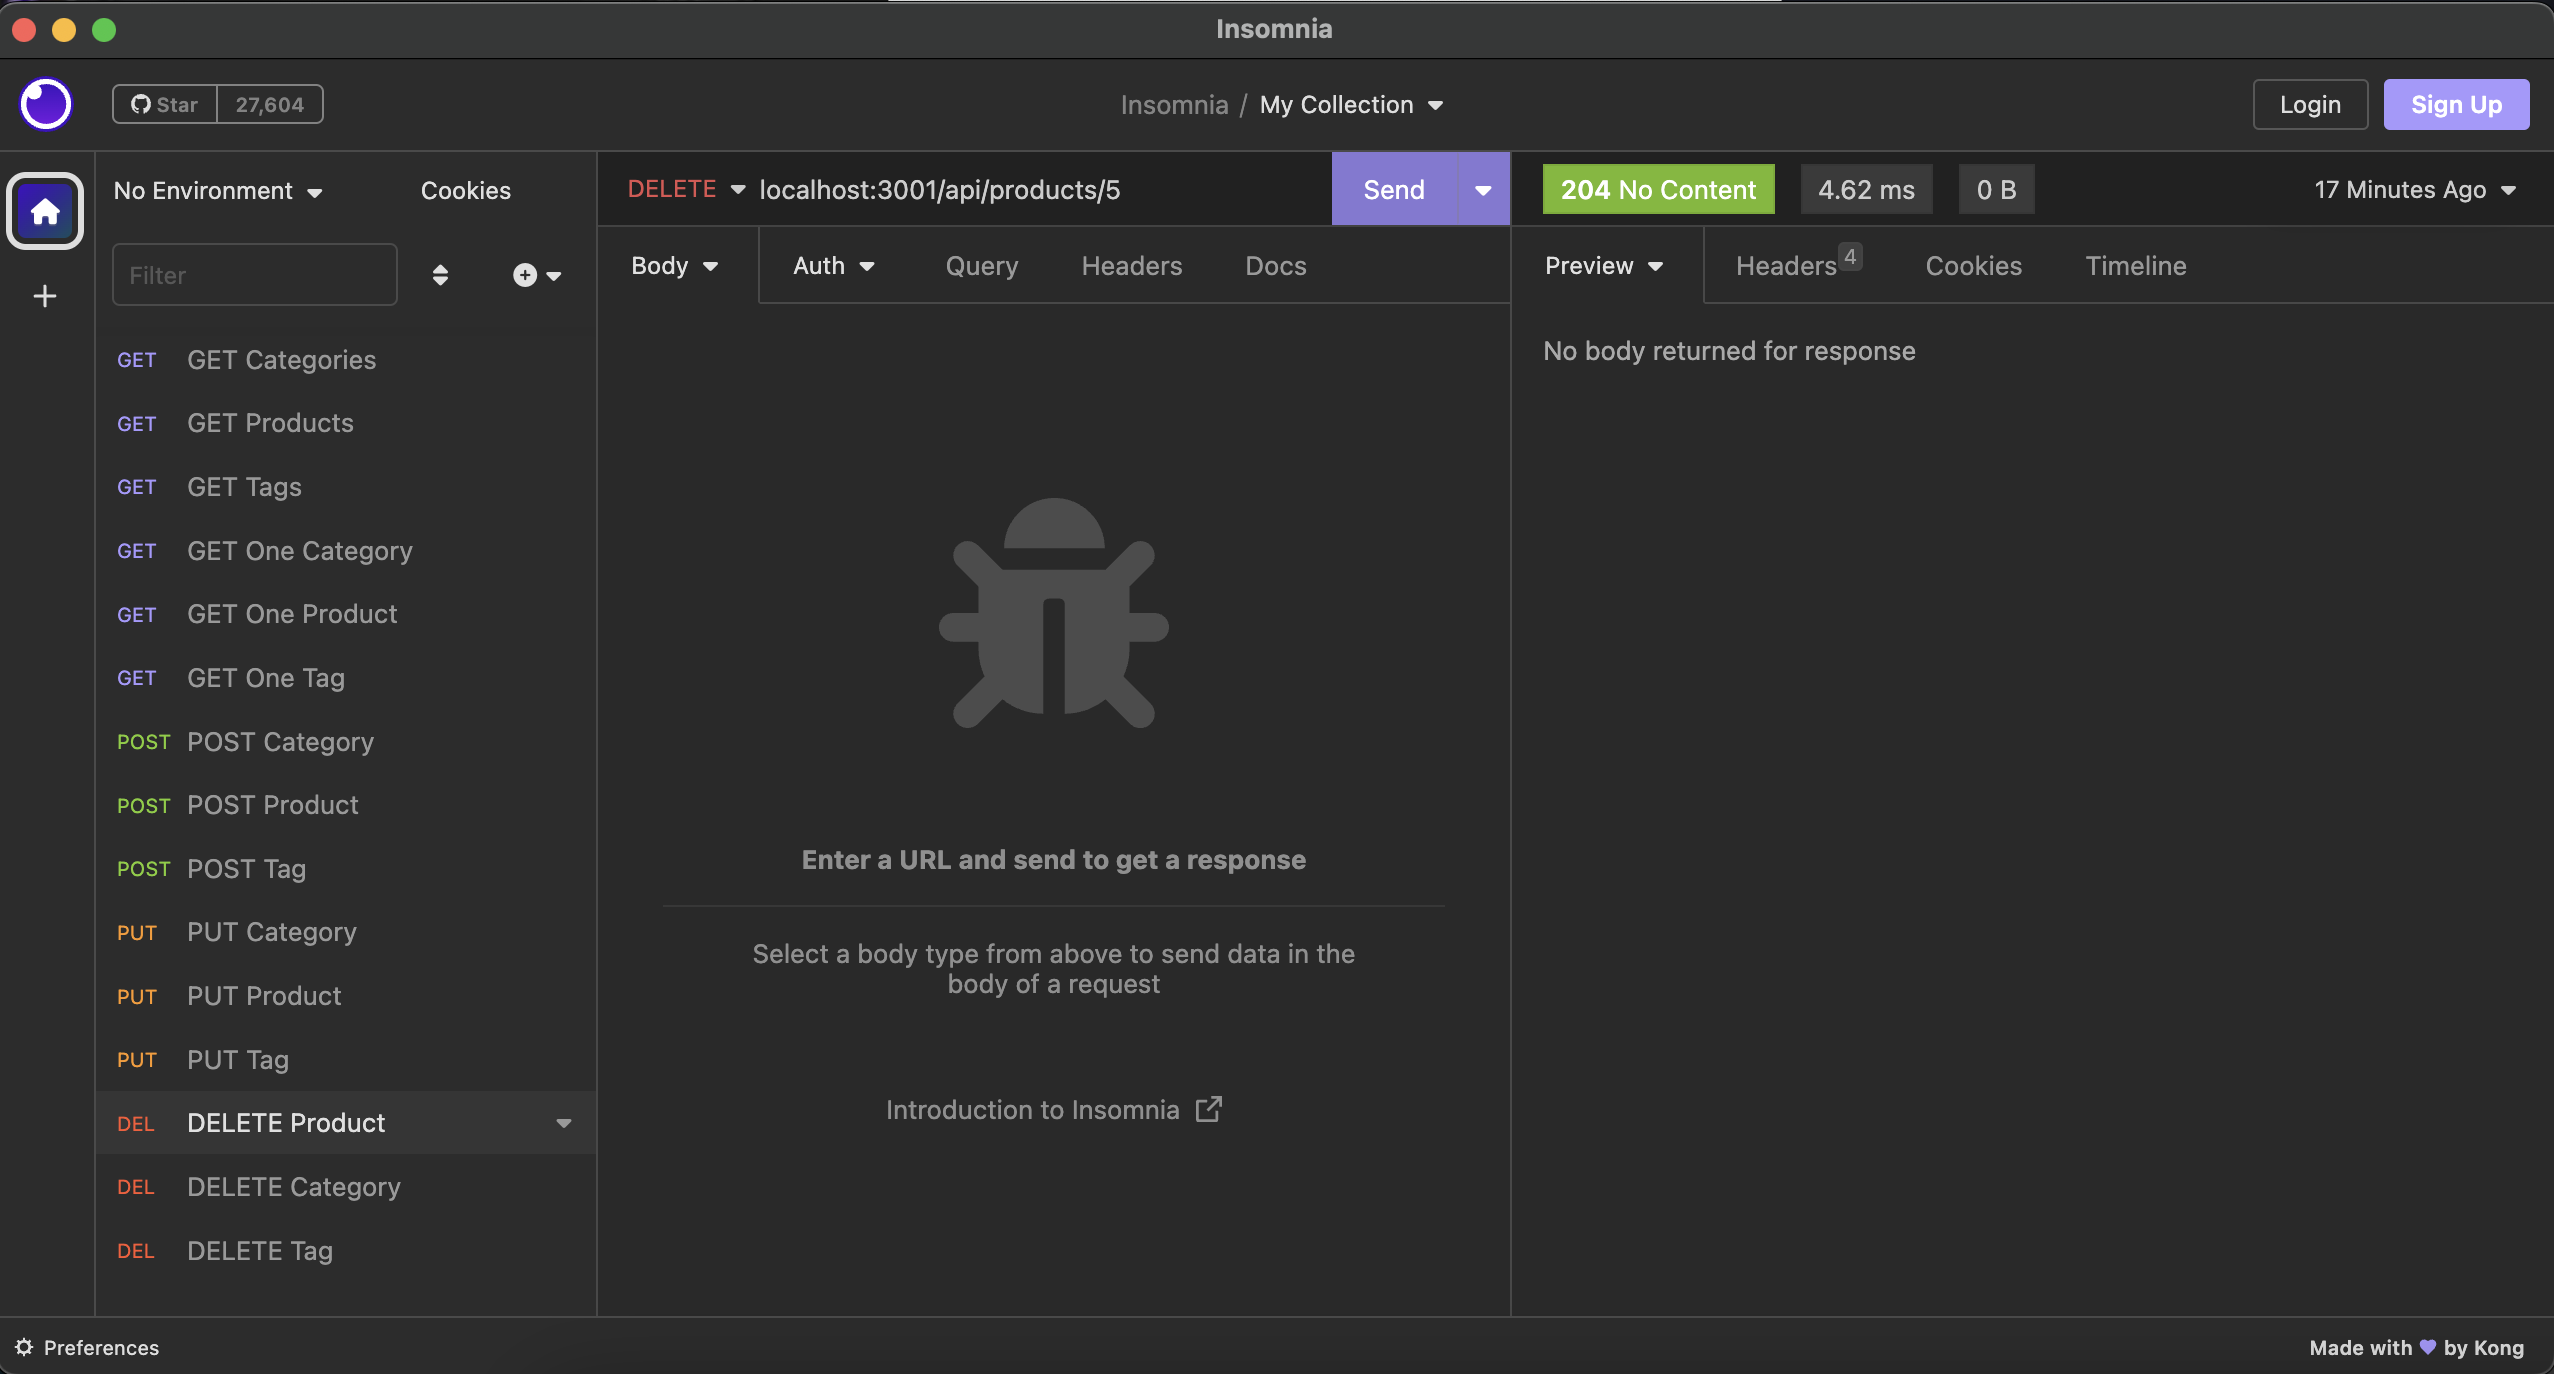 Insomnia
Star 27,604
Insomnia / My Collection
Login
Sign Up
No Environment
Cookies
DELETE localhost:3001/api/products/5
Send
204 No Content
4.62 ms
0 B
17 Minutes Ago
Filter
Body
Auth
Query
Headers
Docs
Preview
Headers 4
Cookies
Timeline
No body returned for response
GET GET Categories
GET GET Products
GET GET Tags
GET GET One Category
GET GET One Product
GET GET One Tag
POST POST Category
POST POST Product
POST POST Tag
PUT PUT Category
PUT PUT Product
PUT PUT Tag
DEL DELETE Product
DEL DELETE Category
DEL DELETE Tag
Enter a URL and send to get a response
Select a body type from above to send data in the
body of a request
Introduction to Insomnia
Preferences
Made with 💜 by Kong